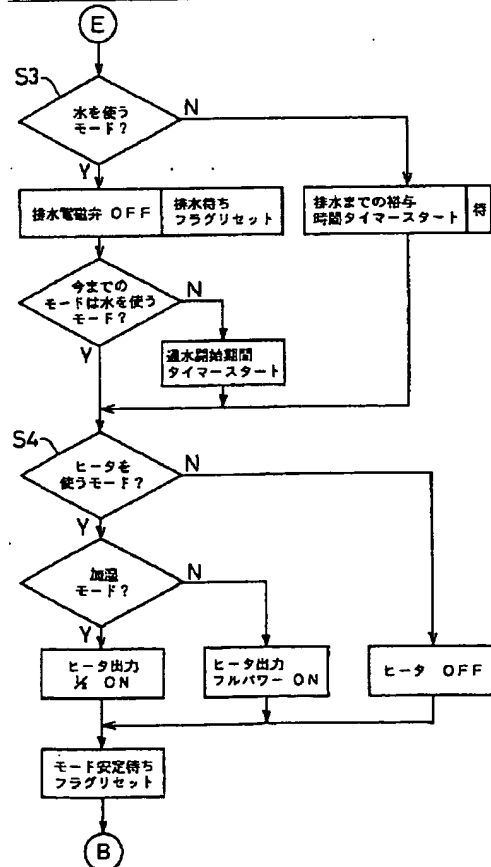 E
S3
水を使う
モード?
N
Y
排水電磁弁 OFF
排水待ち
フラグリセット
排水までの裕与
時間タイマースタート
待
今までの
モードは水を使う
モード?
N
Y
通水開始期間
タイマースタート
S4
ヒータを
使うモード?
N
Y
加湿
モード?
N
Y
ヒータ出力
ON
ヒータ出力
フルパワー ON
ヒータ OFF
モード安定待ち
フラグリセット
B